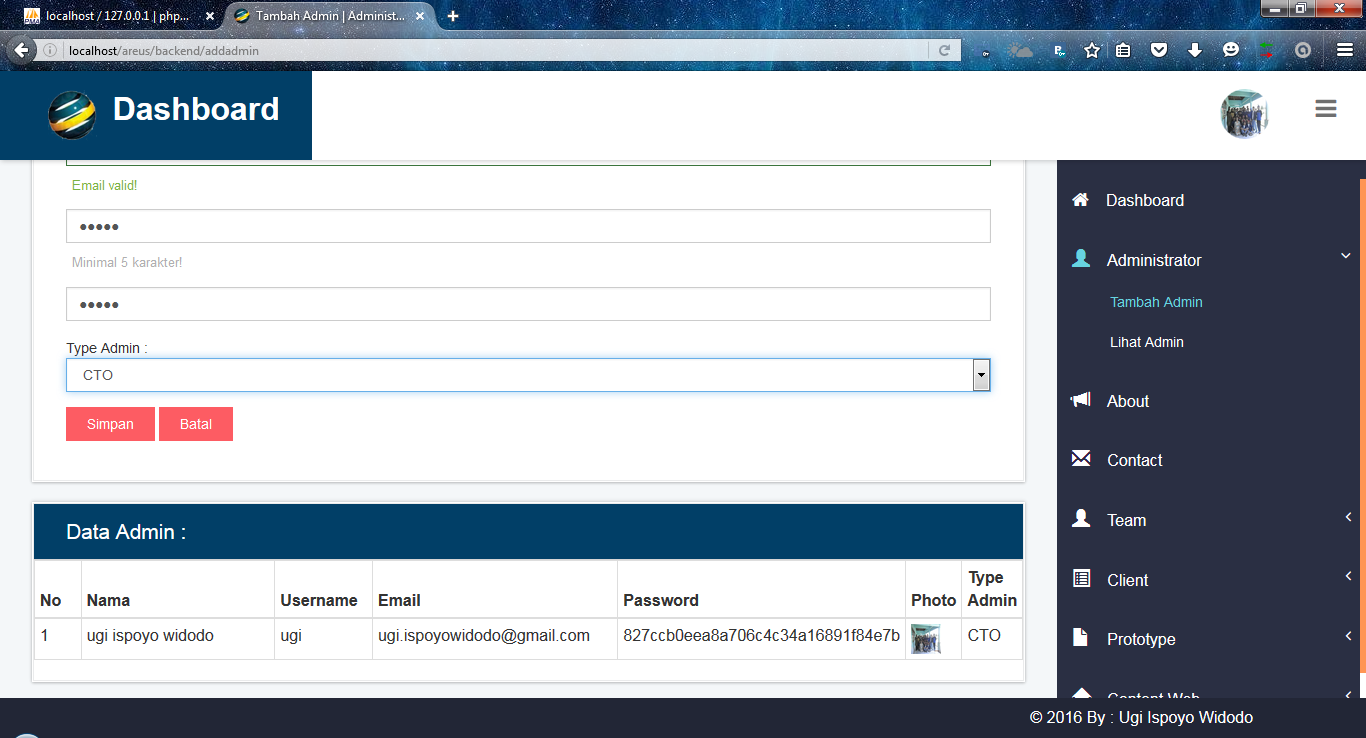 localhost / 127.0.0.1 | php...
Tambah Admin | Administ...
localhost/areus/backend/addadmin
Dashboard
Email valid!
•••••
Minimal 5 karakter!
•••••
Type Admin :
CTO
Simpan Batal
Data Admin :
No Nama Username Email Password Photo Type Admin
1 ugi ispoyo widodo ugi ugi.ispoyowidodo@gmail.com 827ccb0eea8a706c4c34a16891f84e7b CTO
Dashboard
Administrator
Tambah Admin
Lihat Admin
About
Contact
Team
Client
Prototype
Content Web
© 2016 By : Ugi Ispoyo Widodo